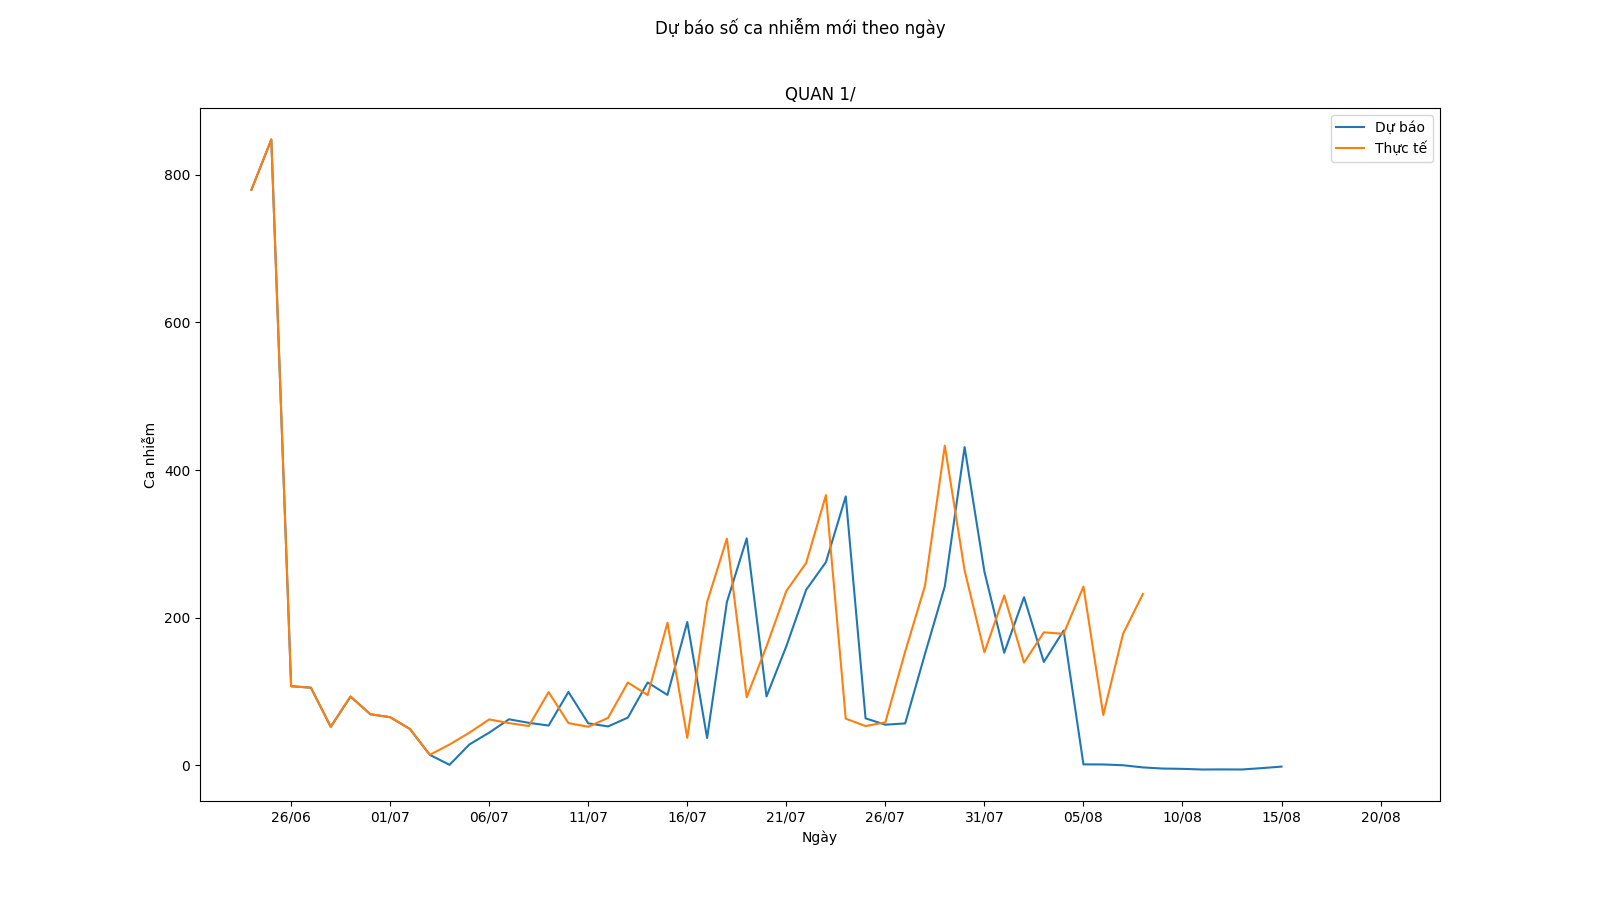 Dự báo số ca nhiễm mới theo ngày
QUAN 1/
Dự báo
Thực tế
800
600
400
200
0
Ca nhiễm
26/06
01/07
06/07
11/07
16/07
21/07
26/07
31/07
05/08
10/08
15/08
20/08
Ngày